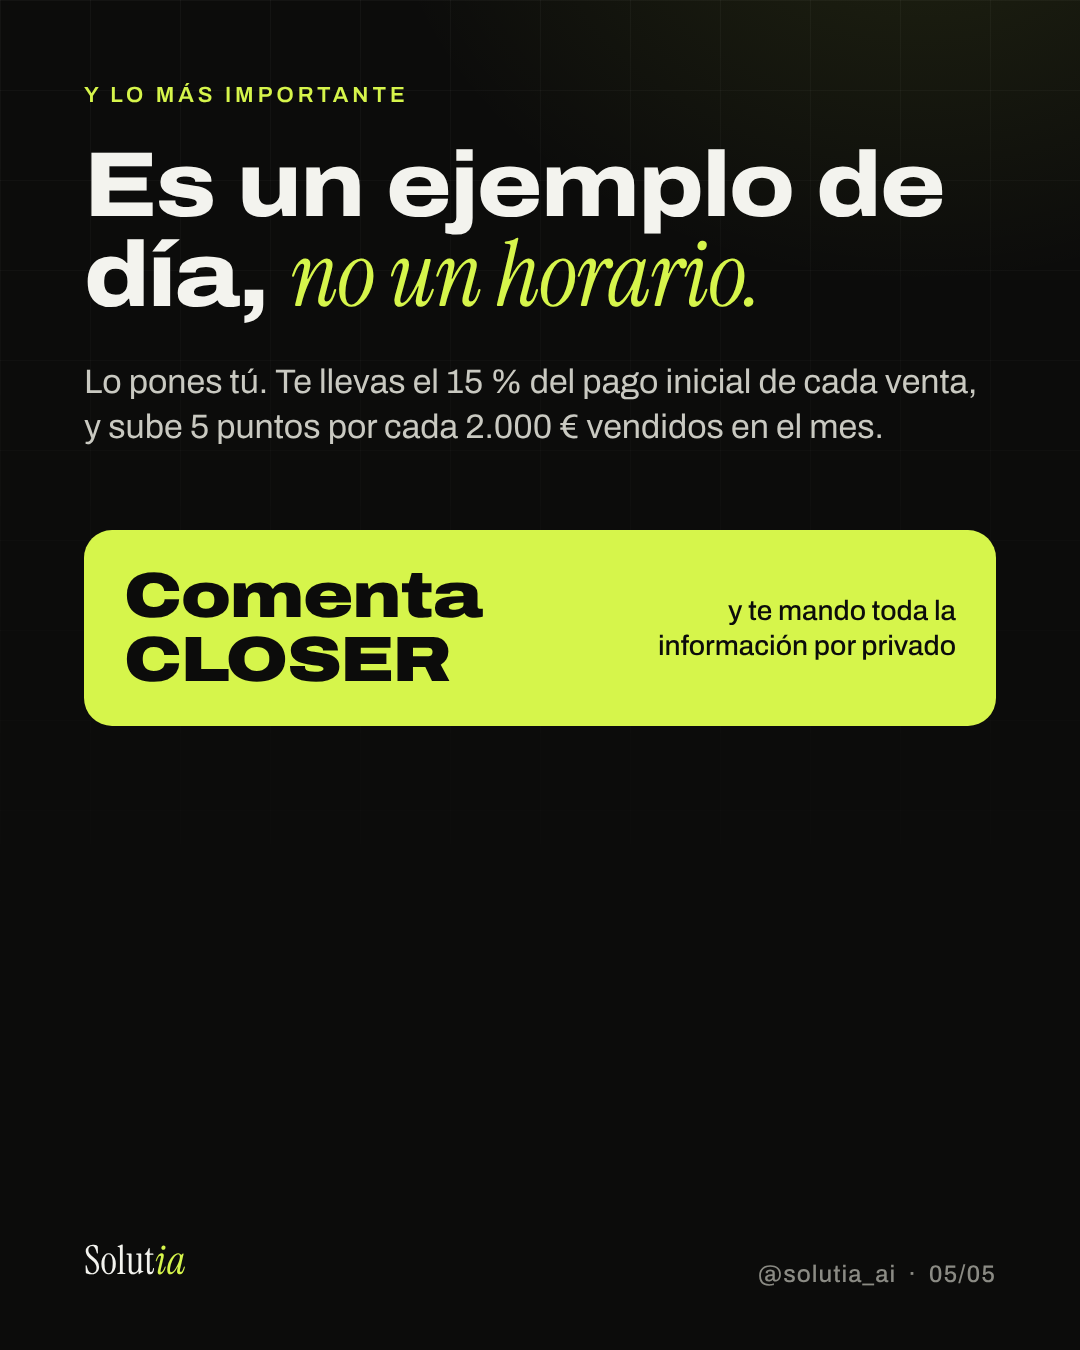 Y LO MÁS IMPORTANTE
Es un ejemplo de
día, no un horario.
Lo pones tú. Te llevas el 15 % del pago inicial de cada venta,
y sube 5 puntos por cada 2.000 € vendidos en el mes.
Comenta
CLOSER
y te mando toda la
información por privado
Solutia
@solutia_ai · 05/05